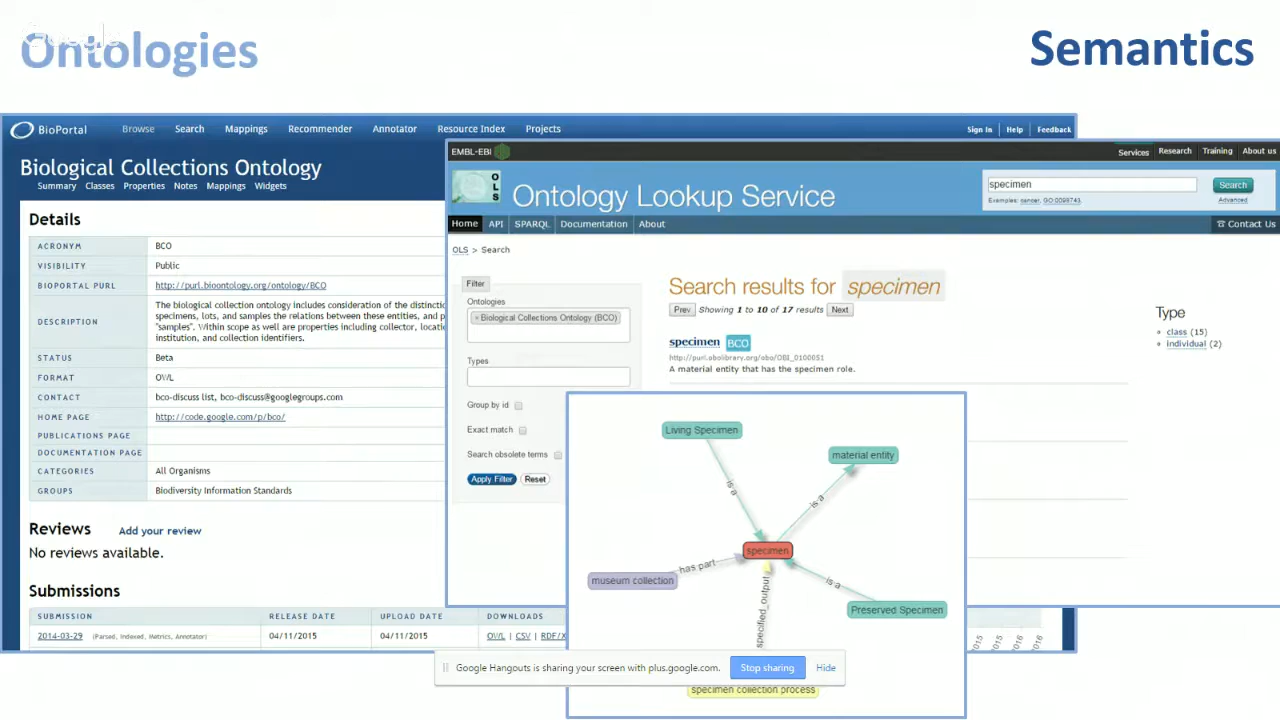 Google
Ontologies
Semantics
BioPortal Browse Search Mappings Recommender Annotator Resource Index Projects Sign In Help Feedback
Biological Collections Ontology
Summary Classes Properties Notes Mappings Widgets
Details
ACRONYM BCO
VISIBILITY Public
BIOPORTAL PURL http://purl.bioontology.org/ontology/BCO
DESCRIPTION
The biological collection ontology includes consideration of the distinctio
specimens, lots, and samples the relations between these entities, and p
"samples". Within scope as well are properties including collector, locatio
institution, and collection identifiers.
STATUS Beta
FORMAT OWL
CONTACT bco-discuss list, bco-discuss@googlegroups.com
HOME PAGE http://code.google.com/p/bco/
PUBLICATIONS PAGE
DOCUMENTATION PAGE
CATEGORIES All Organisms
GROUPS Biodiversity Information Standards
Reviews Add your review
No reviews available.
Submissions
SUBMISSION RELEASE DATE UPLOAD DATE DOWNLOADS
2014-03-29 (Parsed, Indexed, Metrics, Annotator) 04/11/2015 04/11/2015 OWL | CSV | RDF/X
EMBL-EBI Services Research Training About us
OLS
Ontology Lookup Service
specimen Search
Examples: cancer, GO:0098743 Advanced
Home API SPARQL Documentation About Contact Us
OLS > Search
Filter
Ontologies
× Biological Collections Ontology (BCO)
Types
Group by id
Exact match
Search obsolete terms
Apply Filter Reset
Search results for specimen
Prev Showing 1 to 10 of 17 results Next
specimen BCO
http://purl.obolibrary.org/obo/OBI_0100051
A material entity that has the specimen role.
Type
class (15)
individual (2)
Living Specimen
material entity
is a
is a
specimen
has part
museum collection
is a
Preserved Specimen
specified_output
specimen collection process
2015
2015
2016
2016
Google Hangouts is sharing your screen with plus.google.com. Stop sharing Hide